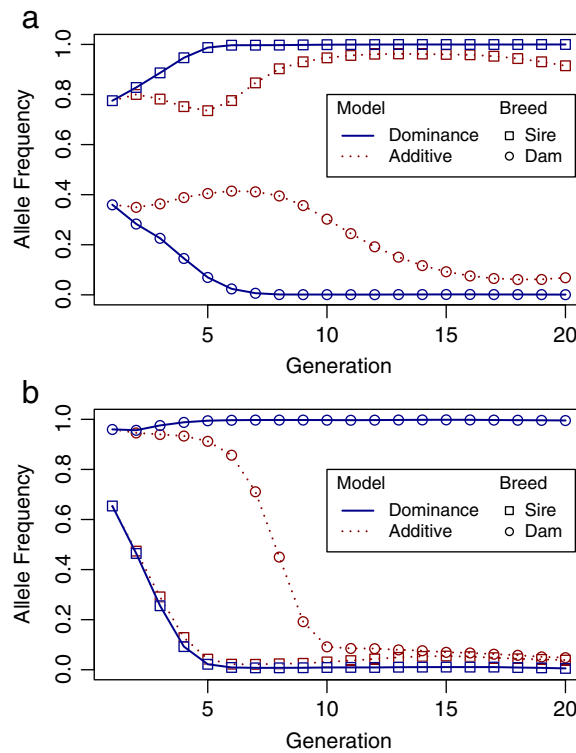 a
Allele Frequency
1.0
0.8
0.6
0.4
0.2
0.0
Model Breed
Dominance Sire
Additive Dam
5 10 15 20
Generation
b
Allele Frequency
1.0
0.8
0.6
0.4
0.2
0.0
Model Breed
Dominance Sire
Additive Dam
5 10 15 20
Generation